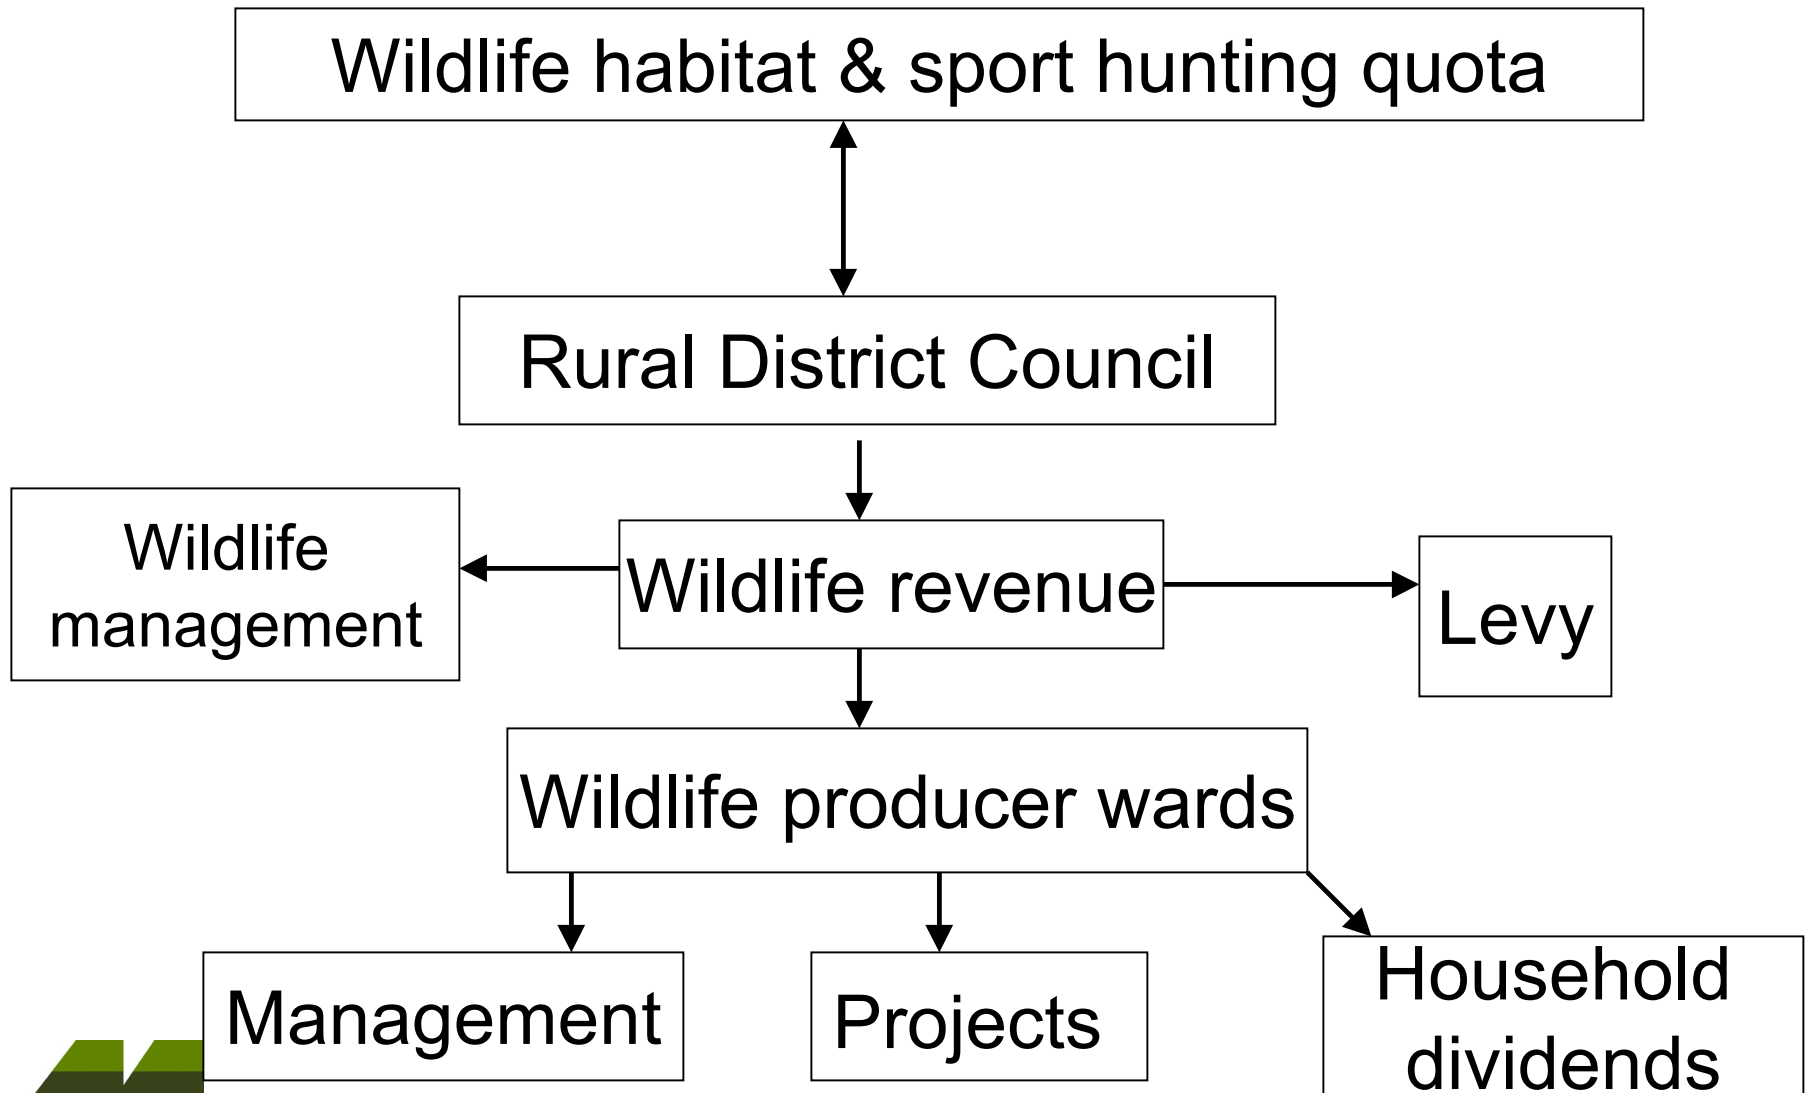 Wildlife habitat & sport hunting quota
Rural District Council
Wildlife
management
Wildlife revenue
Levy
Wildlife producer wards
Management
Projects
Household
dividends